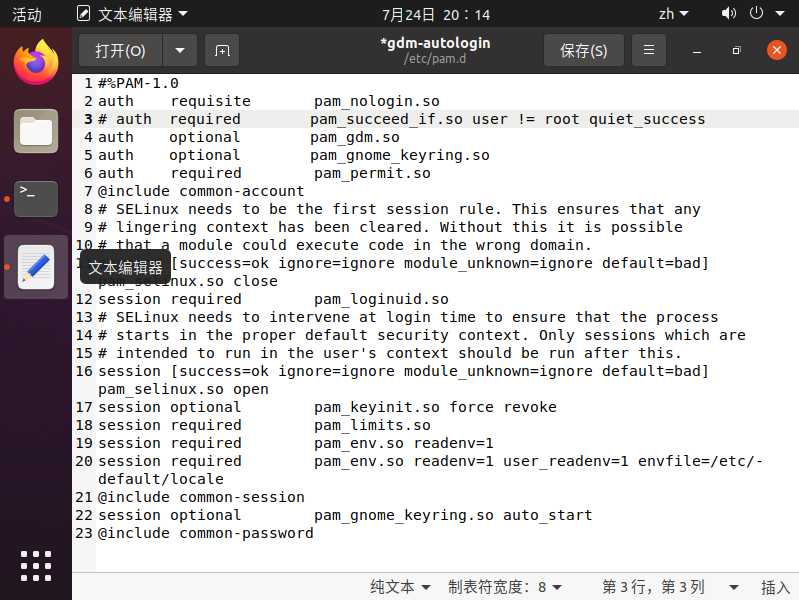 活动 文本编辑器 7月24日 20：14 zh
打开(O) *gdm-autologin 保存(S)
/etc/pam.d
1 #%PAM-1.0
2 auth    requisite       pam_nologin.so
3 # auth  required        pam_succeed_if.so user != root quiet_success
4 auth    optional        pam_gdm.so
5 auth    optional        pam_gnome_keyring.so
6 auth    required        pam_permit.so
7 @include common-account
8 # SELinux needs to be the first session rule. This ensures that any
9 # lingering context has been cleared. Without this it is possible
10 # that a module could execute code in the wrong domain.
[success=ok ignore=ignore module_unknown=ignore default=bad]
文本编辑器
pam_selinux.so close
12 session required        pam_loginuid.so
13 # SELinux needs to intervene at login time to ensure that the process
14 # starts in the proper default security context. Only sessions which are
15 # intended to run in the user's context should be run after this.
16 session [success=ok ignore=ignore module_unknown=ignore default=bad]
pam_selinux.so open
17 session optional        pam_keyinit.so force revoke
18 session required        pam_limits.so
19 session required        pam_env.so readenv=1
20 session required        pam_env.so readenv=1 user_readenv=1 envfile=/etc/-
default/locale
21 @include common-session
22 session optional        pam_gnome_keyring.so auto_start
23 @include common-password
纯文本 制表符宽度：8 第 3 行，第 3 列 插入